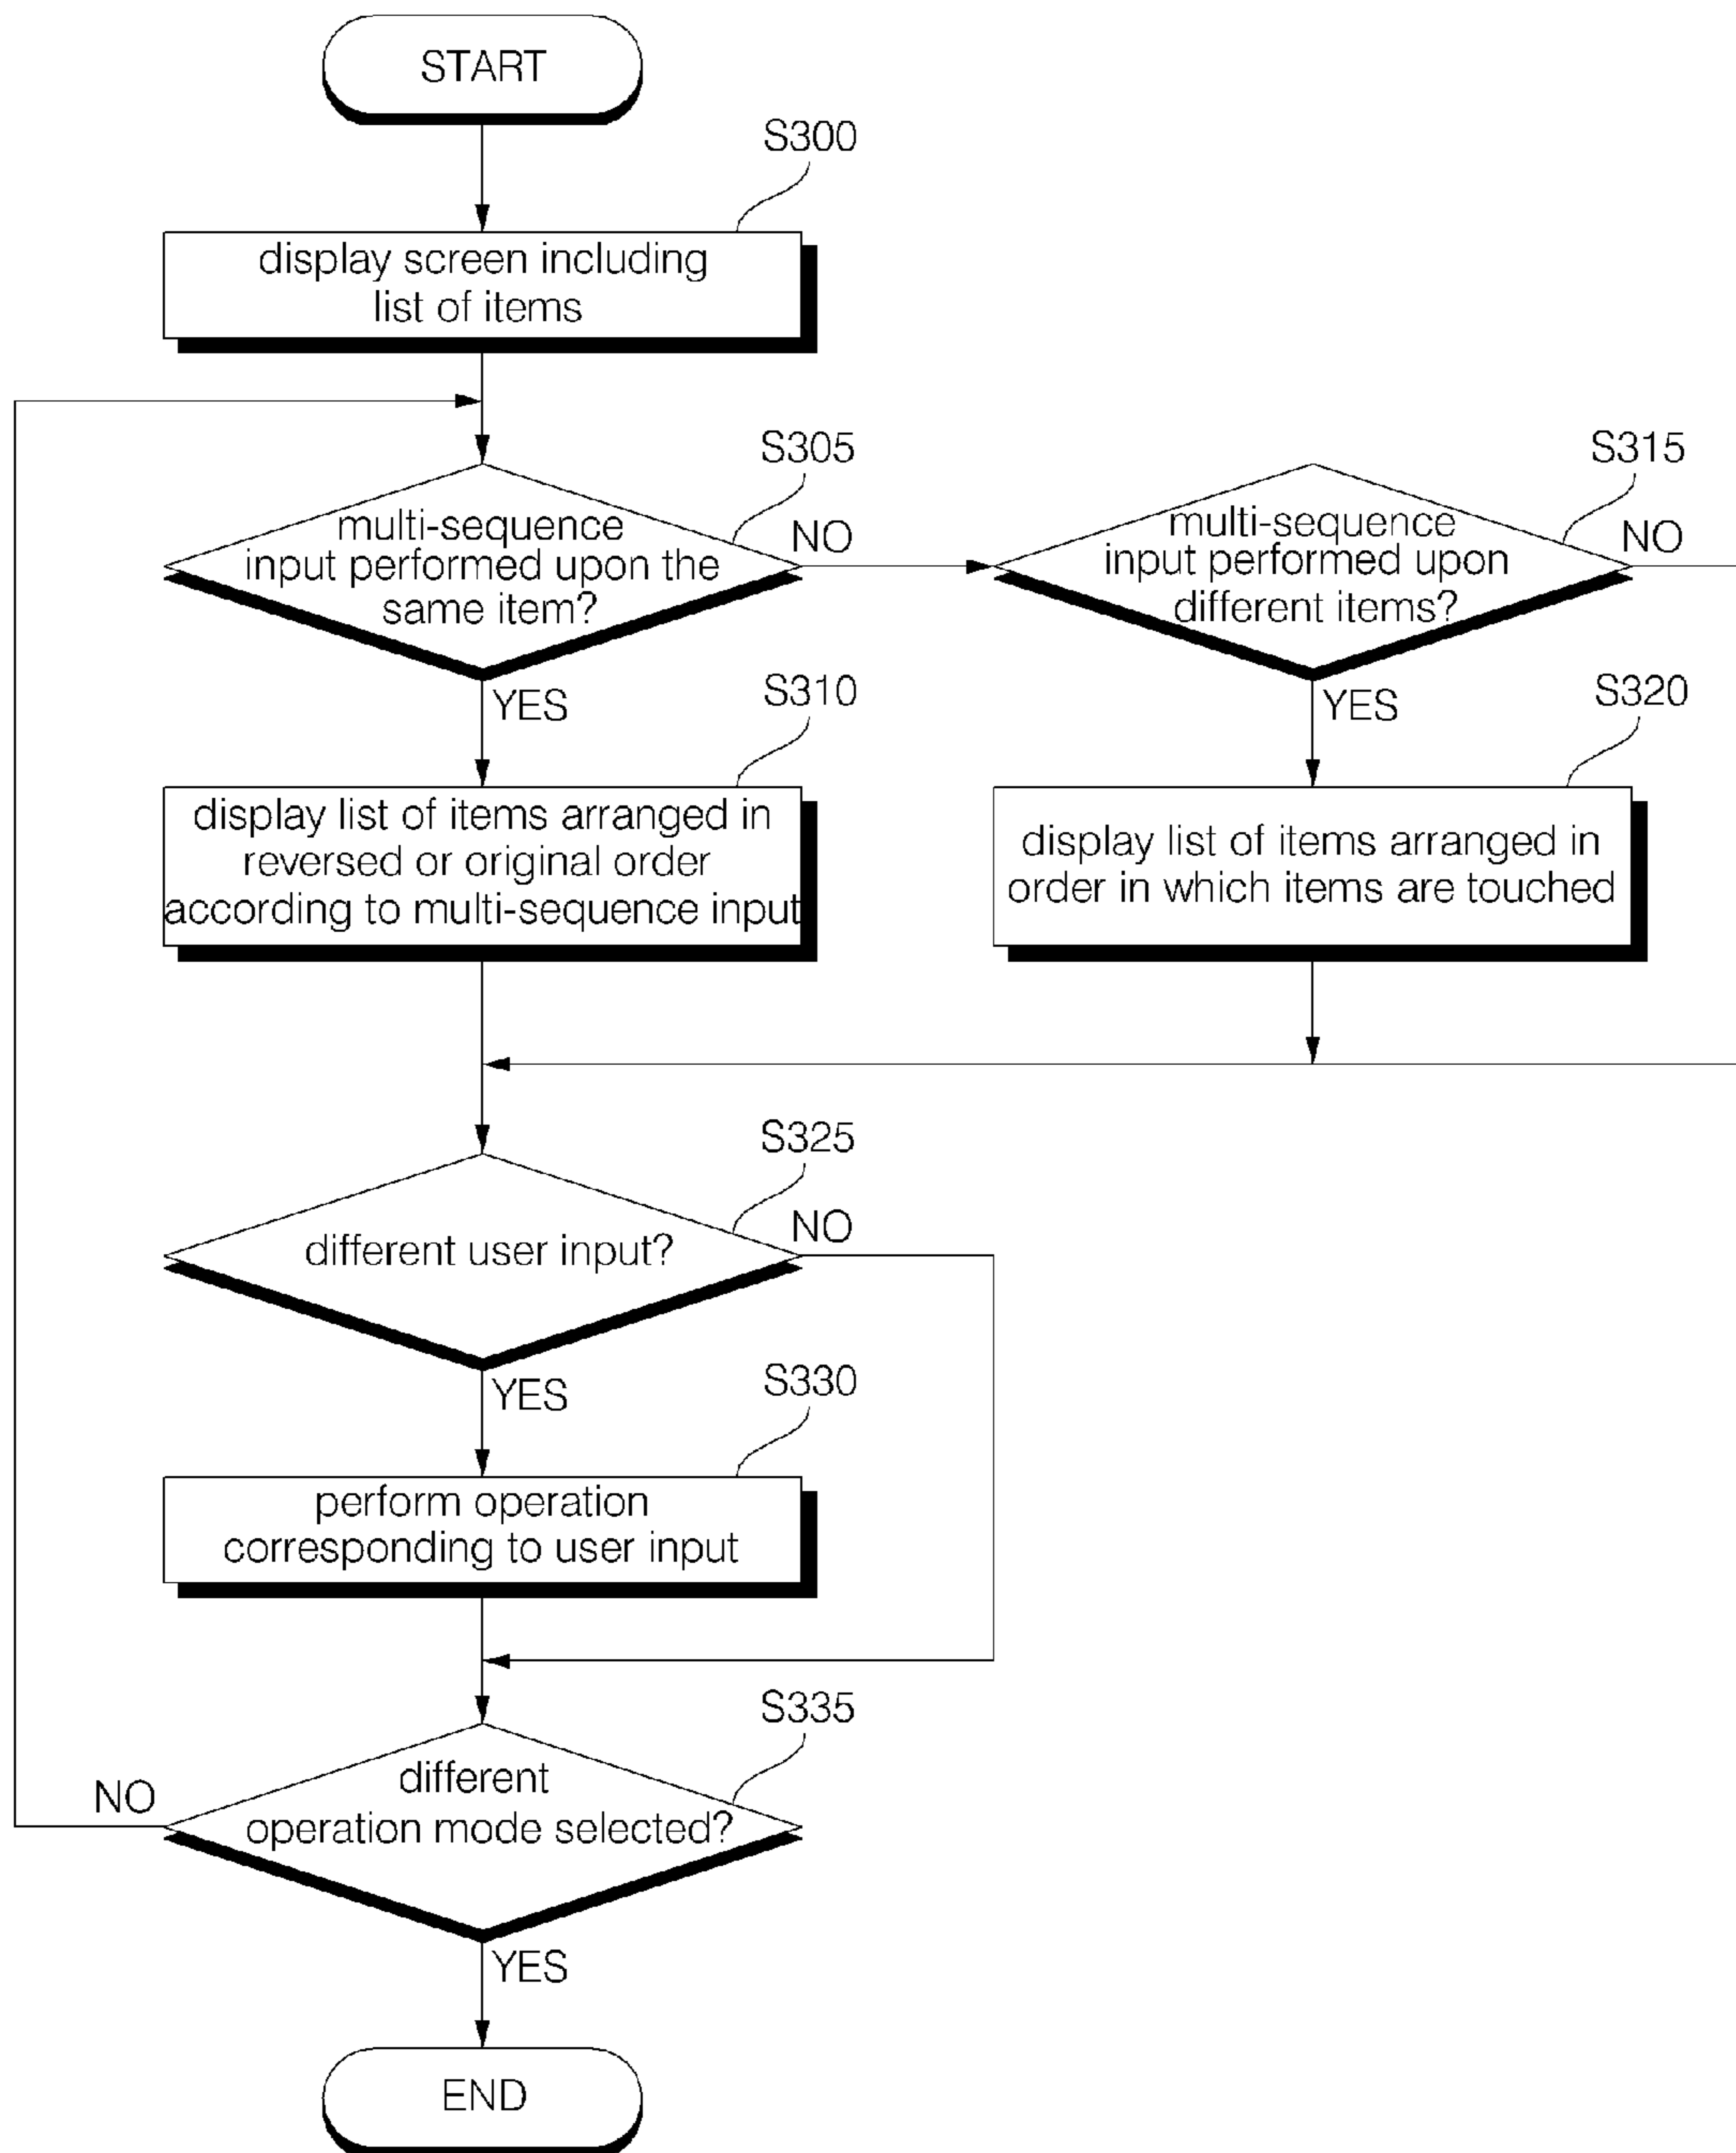 START
S300
display screen including
list of items
S305
multi-sequence
input performed upon the
same item?
NO
YES
S315
multi-sequence
input performed upon
different items?
NO
YES
S310
display list of items arranged in
reversed or original order
according to multi-sequence input
S320
display list of items arranged in
order in which items are touched
S325
different user input?
NO
YES
S330
perform operation
corresponding to user input
S335
different
operation mode selected?
NO
YES
END